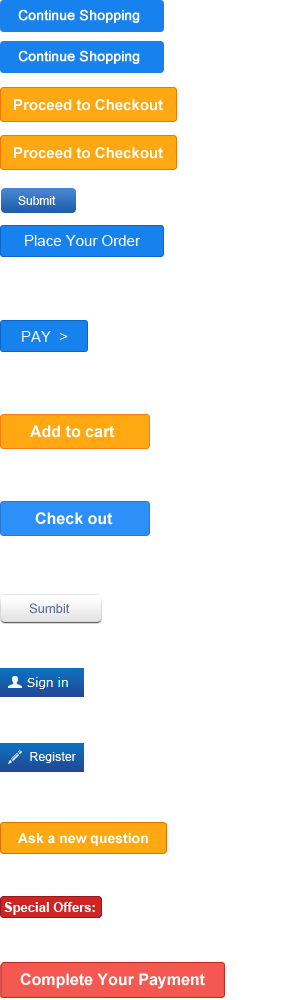 Continue Shopping
Continue Shopping
Proceed to Checkout
Proceed to Checkout
Submit
Place Your Order
PAY >
Add to cart
Check out
Sumbit
Sign in
Register
Ask a new question
Special Offers:
Complete Your Payment